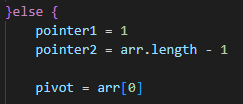 }else {
pointer1 = 1
pointer2 = arr.length - 1
pivot = arr[0]